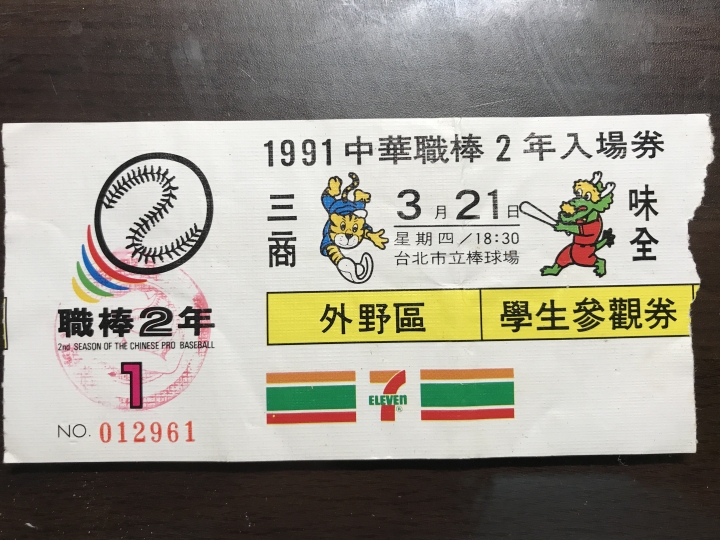 1991中華職棒2年入場券
三商
3月21日
味全
星期四/18:30
台北市立棒球場
外野區
學生參觀券
2
職棒2年
2nd SEASON OF THE CHINESE PRO BASEBALL
1
NO. 012961
7
ELEVEN
®